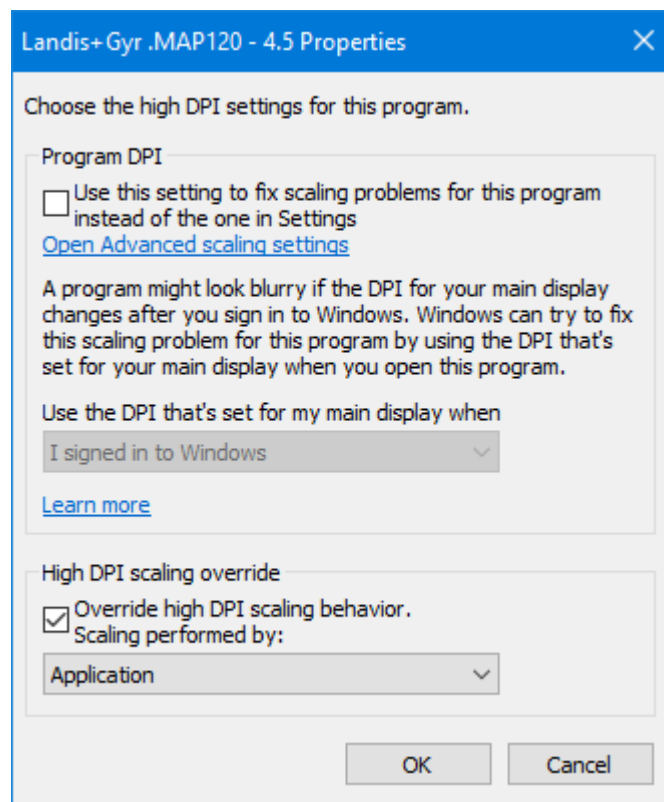 Landis+Gyr .MAP120 - 4.5 Properties
Choose the high DPI settings for this program.
Program DPI
Use this setting to fix scaling problems for this program
instead of the one in Settings
Open Advanced scaling settings
A program might look blurry if the DPI for your main display
changes after you sign in to Windows. Windows can try to fix
this scaling problem for this program by using the DPI that's
set for your main display when you open this program.
Use the DPI that's set for my main display when
I signed in to Windows
Learn more
High DPI scaling override
Override high DPI scaling behavior.
Scaling performed by:
Application
OK
Cancel